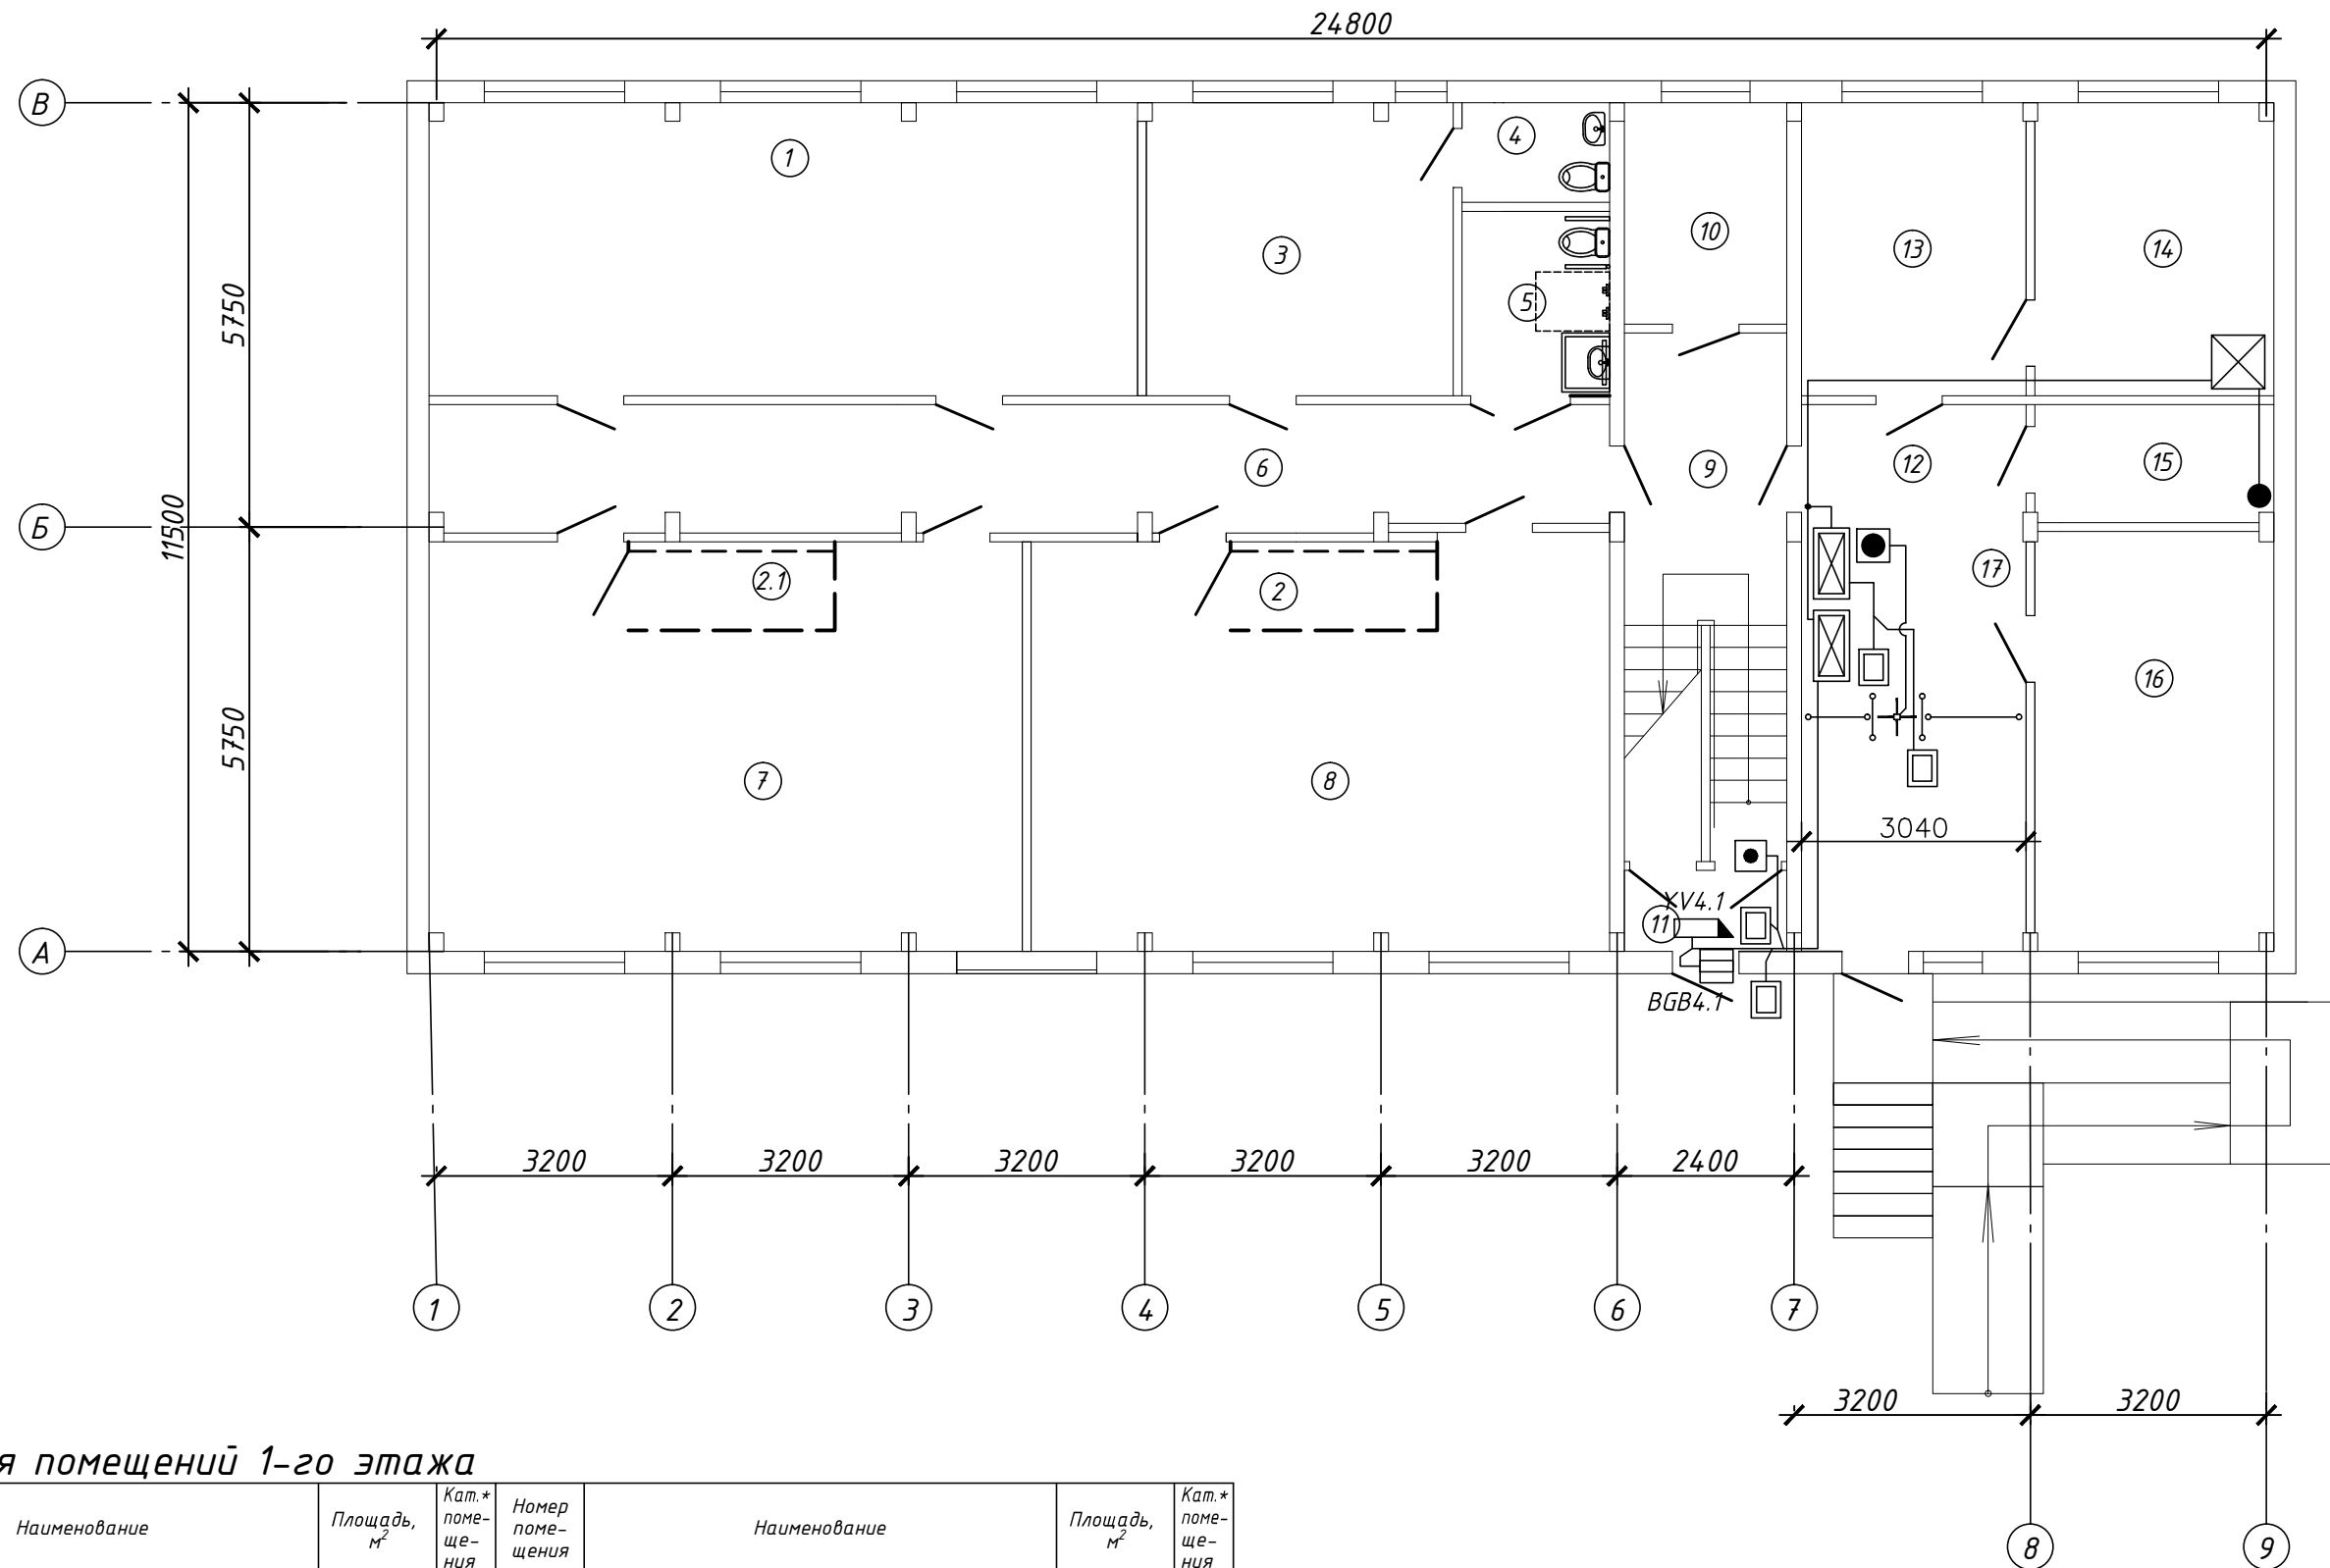 24800
В
1
4
3
10
13
14
5
5750
6
9
12
15
Б
11500
2.1
2
17
16
5750
7
8
3040
XV4.1
11
А
BGB4.1
3200
3200
3200
3200
3200
2400
1
2
3
4
5
6
7
3200
3200
я помещений 1-го этажа
Наименование
Площадь,
м²
Кат.*
поме-
ще-
ния
Номер
поме-
щения
Наименование
Площадь,
м²
Кат.*
поме-
ще-
ния
8
9